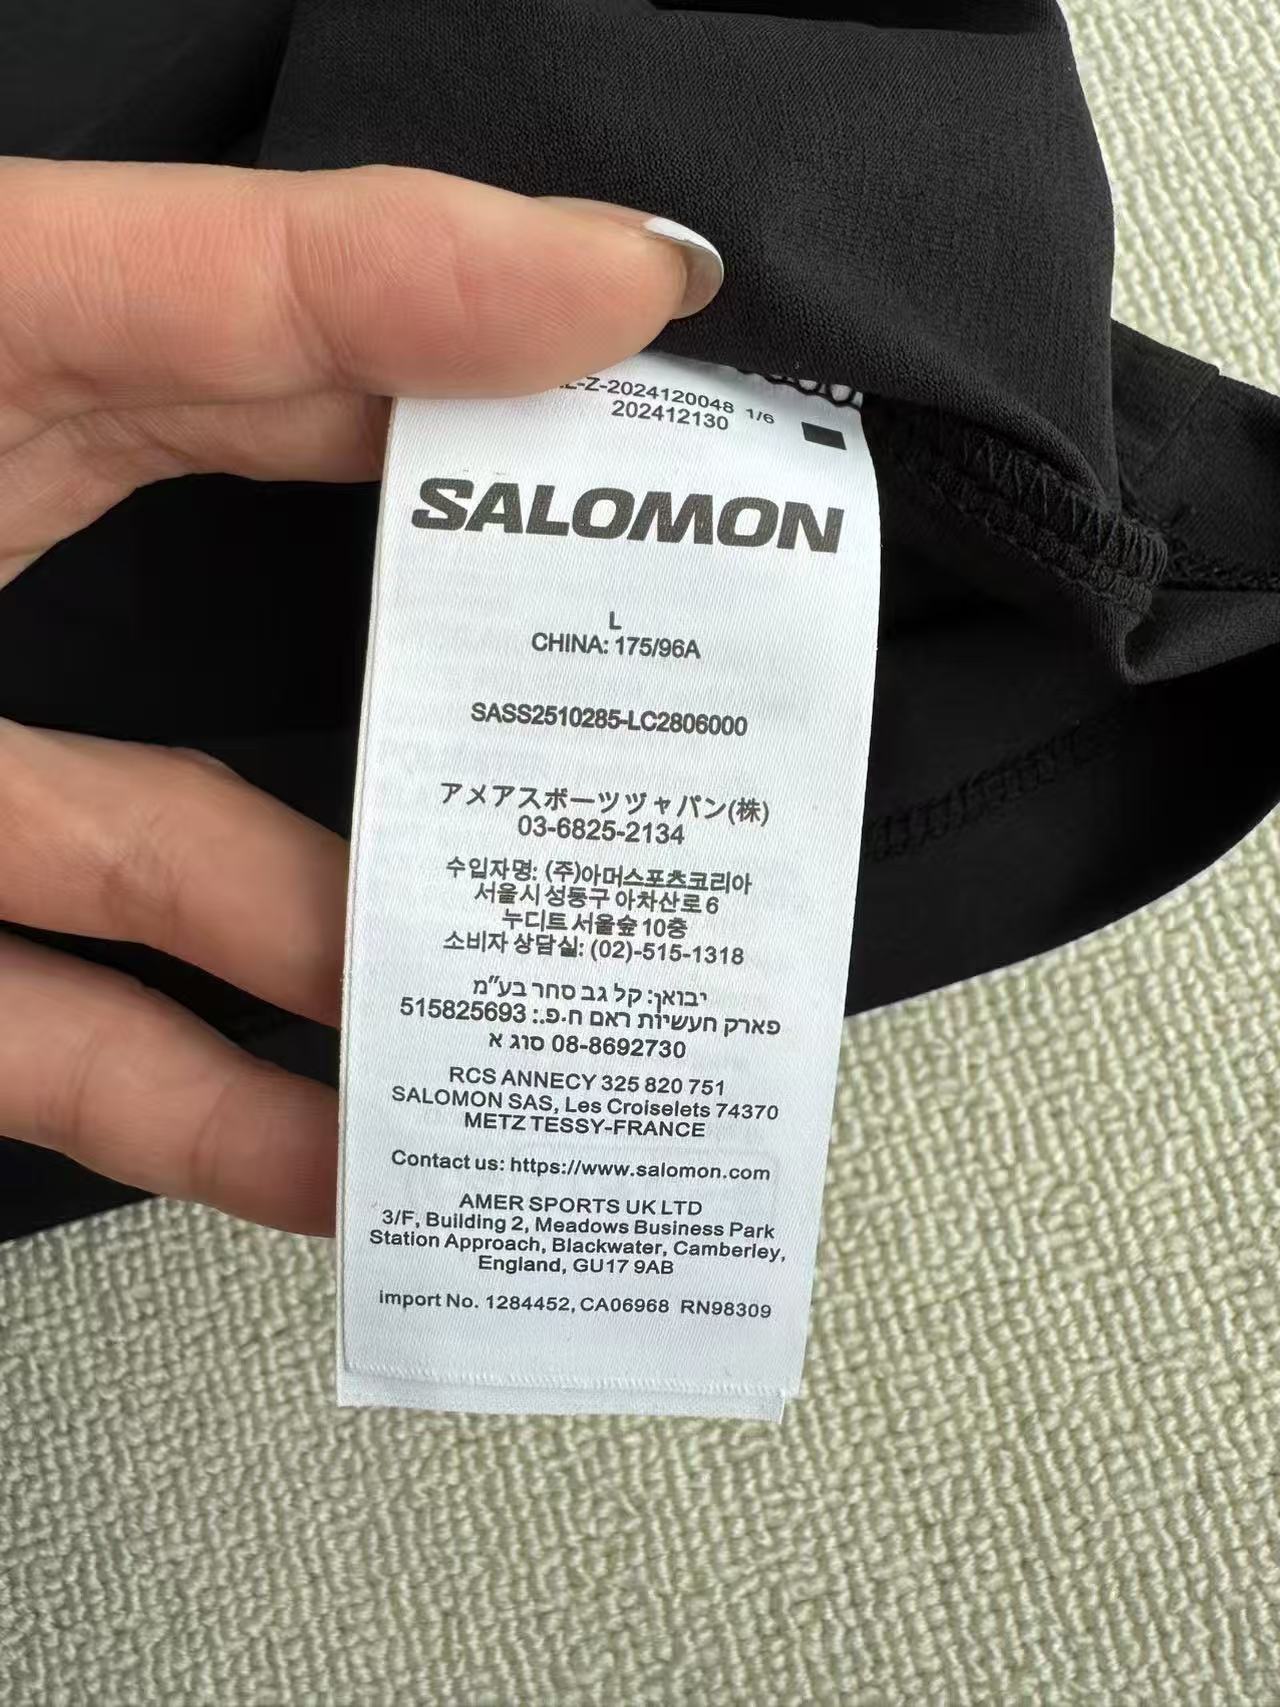 -Z-2024120048 1/6
202412130
SALOMON
L
CHINA: 175/96A
SASS2510285-LC2806000
アメアスボーツヅャパン(株)
03-6825-2134
수입자명: (주)아머스포츠코리아
서울시 성동구 아차산로 6
누디트 서울숲 10층
소비자 상담실: (02)-515-1318
יבואן: קל גב סחר בע"מ
פארק תעשיות ראם ח.פ.: 515825693
08-8692730 סוג א
RCS ANNECY 325 820 751
SALOMON SAS, Les Croiselets 74370
METZ TESSY-FRANCE
Contact us: https://www.salomon.com
AMER SPORTS UK LTD
3/F, Building 2, Meadows Business Park
Station Approach, Blackwater, Camberley,
England, GU17 9AB
import No. 1284452, CA06968 RN98309